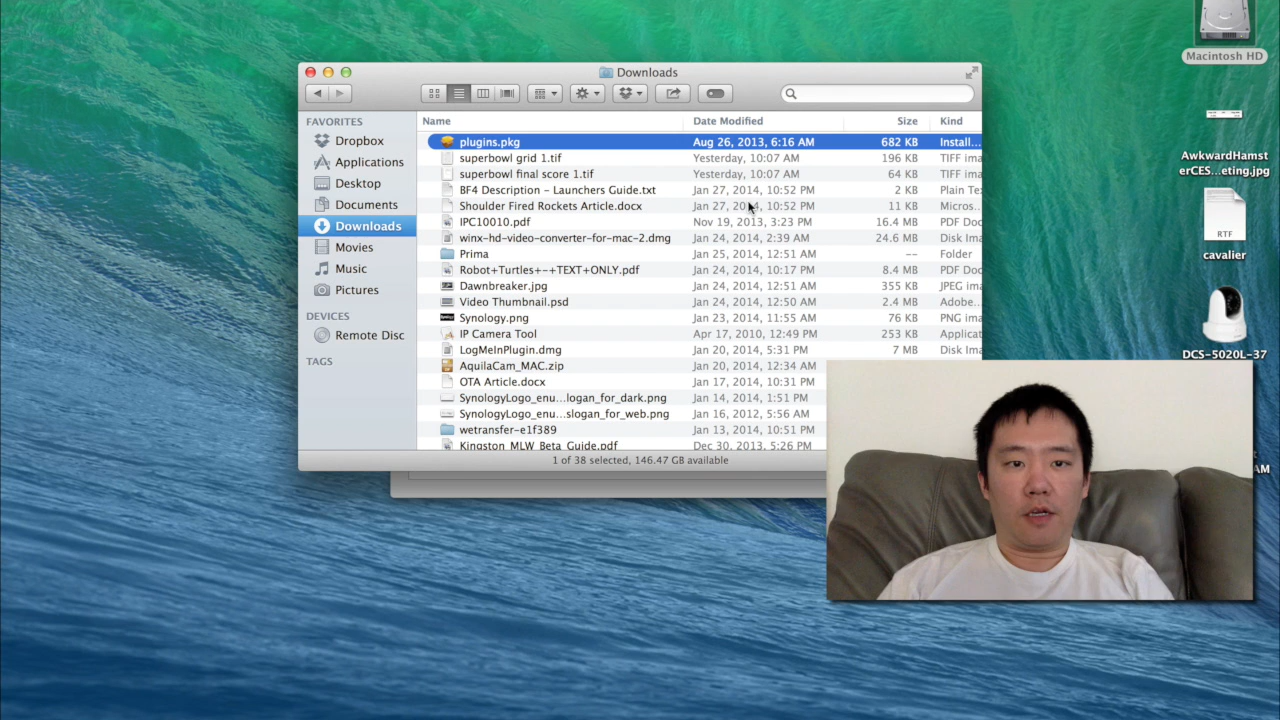 Downloads
FAVORITES
Dropbox
Applications
Desktop
Documents
Downloads
Movies
Music
Pictures
DEVICES
Remote Disc
TAGS
Name Date Modified Size Kind
plugins.pkg Aug 26, 2013, 6:16 AM 682 KB Install...
superbowl grid 1.tif Yesterday, 10:07 AM 196 KB TIFF ima
superbowl final score 1.tif Yesterday, 10:07 AM 64 KB TIFF ima
BF4 Description - Launchers Guide.txt Jan 27, 2014, 10:52 PM 2 KB Plain Te
Shoulder Fired Rockets Article.docx Jan 27, 2014, 10:52 PM 11 KB Micros...
IPC10010.pdf Nov 19, 2013, 3:23 PM 16.4 MB PDF Doc
winx-hd-video-converter-for-mac-2.dmg Jan 24, 2014, 2:39 AM 24.6 MB Disk Ima
Prima Jan 25, 2014, 12:51 AM -- Folder
Robot+Turtles+-+TEXT+ONLY.pdf Jan 24, 2014, 10:17 PM 8.4 MB PDF Doc
Dawnbreaker.jpg Jan 24, 2014, 12:51 AM 355 KB JPEG ima
Video Thumbnail.psd Jan 24, 2014, 12:50 AM 2.4 MB Adobe...
Synology.png Jan 23, 2014, 11:55 AM 76 KB PNG ima
IP Camera Tool Apr 17, 2010, 12:49 PM 253 KB Applicat
LogMeInPlugin.dmg Jan 20, 2014, 5:31 PM 7 MB Disk Ima
AquilaCam_MAC.zip Jan 20, 2014, 12:34 AM
OTA Article.docx Jan 17, 2014, 10:31 PM
SynologyLogo_enu...logan_for_dark.png Jan 14, 2014, 1:51 PM
SynologyLogo_enu...slogan_for_web.png Jan 16, 2012, 5:56 AM
wetransfer-e1f389 Jan 13, 2014, 10:51 PM
Kingston_MLW_Beta_Guide.pdf Dec 30, 2013, 5:26 PM
1 of 38 selected, 146.47 GB available
Macintosh HD
AwkwardHamst
erCES...eting.jpg
RTF
cavalier
DCS-5020L-37
AM